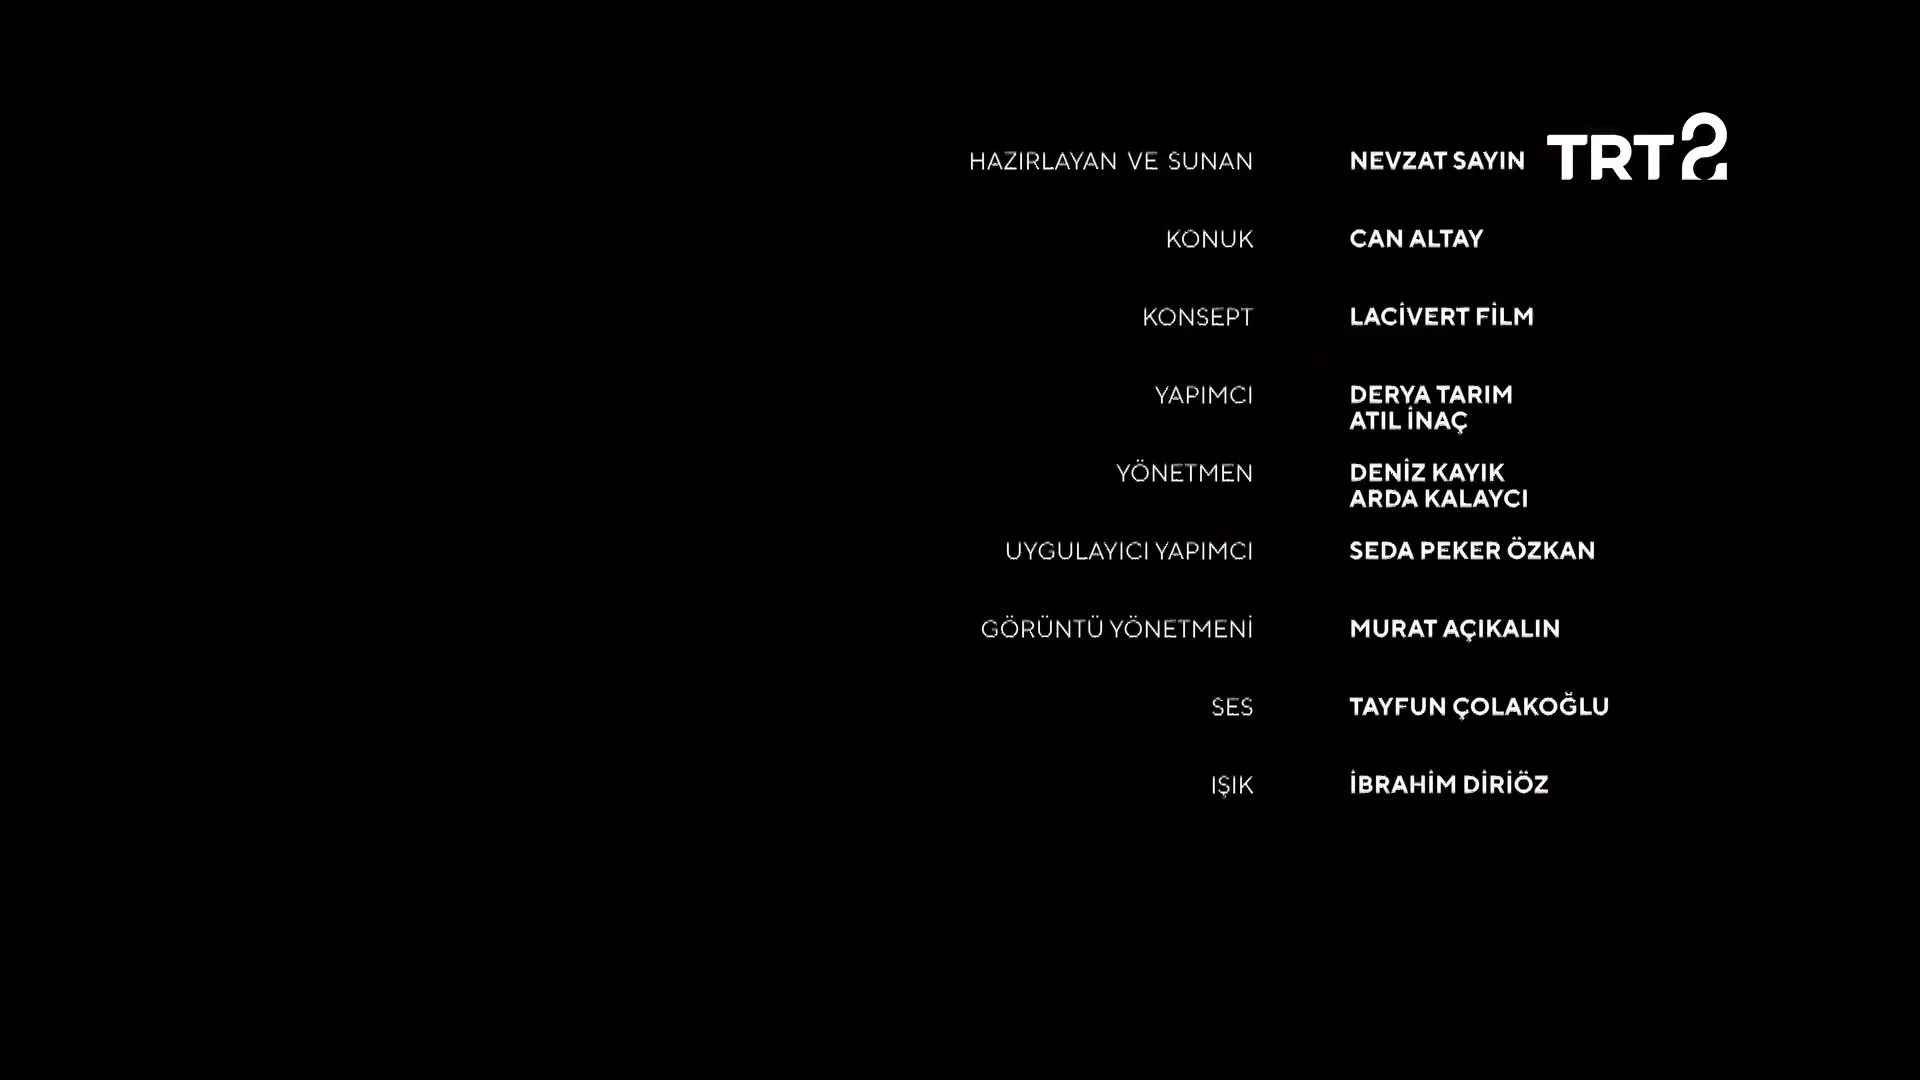 HAZIRLAYAN VE SUNAN NEVZAT SAYIN TRT2
KONUK CAN ALTAY
KONSEPT LACİVERT FİLM
YAPIMCI DERYA TARIM
ATIL İNAÇ
YÖNETMEN DENİZ KAYIK
ARDA KALAYCI
UYGULAYICI YAPIMCI SEDA PEKER ÖZKAN
GÖRÜNTÜ YÖNETMENİ MURAT AÇIKALIN
SES TAYFUN ÇOLAKOĞLU
IŞIK İBRAHİM DİRİÖZ